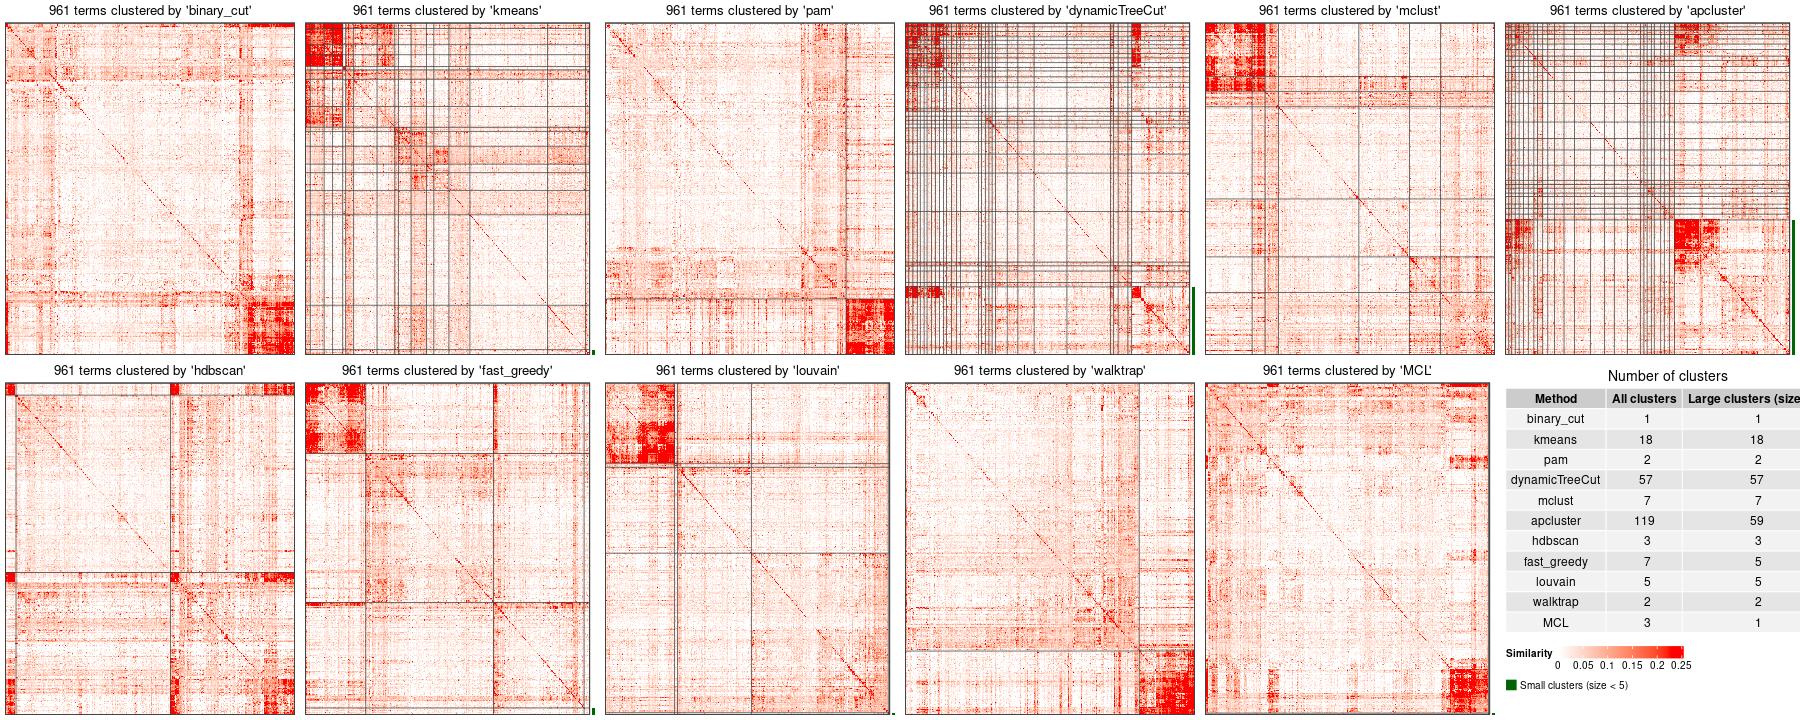 961 terms clustered by 'binary_cut'
961 terms clustered by 'kmeans'
961 terms clustered by 'pam'
961 terms clustered by 'dynamicTreeCut'
961 terms clustered by 'mclust'
961 terms clustered by 'apcluster'
961 terms clustered by 'hdbscan'
961 terms clustered by 'fast_greedy'
961 terms clustered by 'louvain'
961 terms clustered by 'walktrap'
961 terms clustered by 'MCL'
Number of clusters
Method All clusters Large clusters (size
binary_cut 1 1
kmeans 18 18
pam 2 2
dynamicTreeCut 57 57
mclust 7 7
apcluster 119 59
hdbscan 3 3
fast_greedy 7 5
louvain 5 5
walktrap 2 2
MCL 3 1
Similarity
0 0.05 0.1 0.15 0.2 0.25
Small clusters (size < 5)